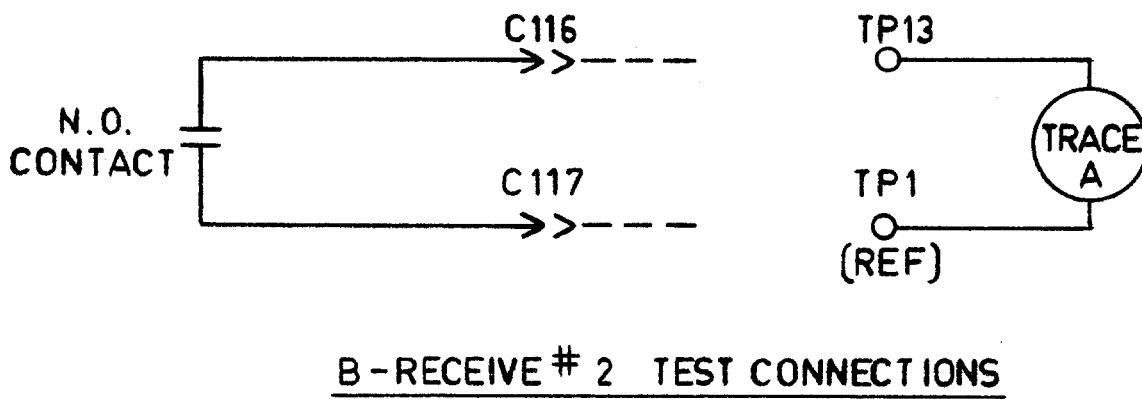 C116
TP13
N.O.
CONTACT
TRACE
A
C117
TP1
(REF)
B-RECEIVE # 2 TEST CONNECTIONS